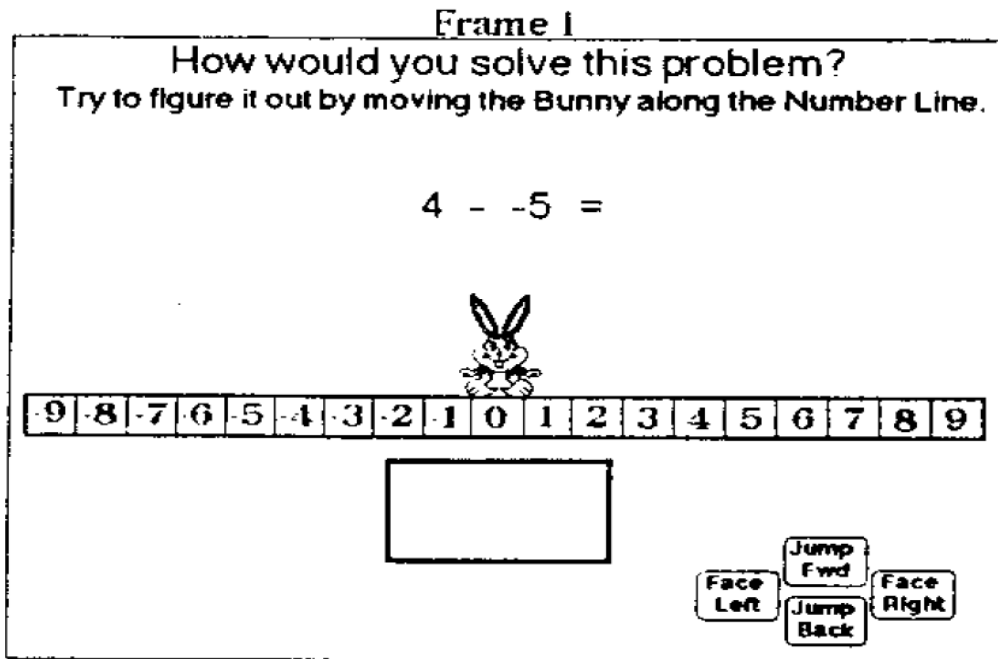 Frame 1
How would you solve this problem?
Try to figure it out by moving the Bunny along the Number Line.
4 - -5 =
-9 -8 -7 -6 -5 -4 -3 -2 -1 0 1 2 3 4 5 6 7 8 9
Jump
Fwd
Face
Left
Face
Right
Jump
Back